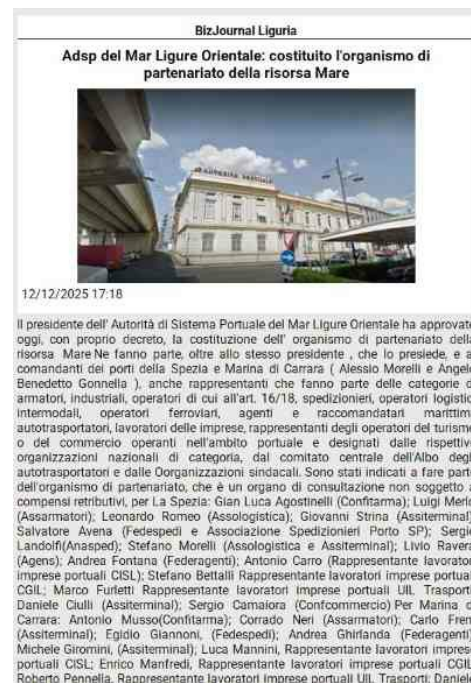 BizJournal Liguria
Adsp del Mar Ligure Orientale: costituito l'organismo di
partenariato della risorsa Mare
AUTORITÀ PORTUALE
12/12/2025 17:18
Il presidente dell' Autorità di Sistema Portuale del Mar Ligure Orientale ha approvat
oggi, con proprio decreto, la costituzione dell' organismo di partenariato della
risorsa Mare Ne fanno parte, oltre allo stesso presidente , che lo presiede, e a
comandanti dei porti della Spezia e Marina di Carrara ( Alessio Morelli e Angel
Benedetto Gonnella ), anche rappresentanti che fanno parte delle categorie d
armatori, industriali, operatori di cui all'art. 16/18, spedizionieri, operatori logistic
intermodali, operatori ferroviari, agenti e raccomandatari marittim
autotrasportatori, lavoratori delle imprese, rappresentanti degli operatori del turismo
o del commercio operanti nell'ambito portuale e designati dalle rispettiv
organizzazioni nazionali di categoria, dal comitato centrale dell'Albo degl
autotrasportatori e dalle Oorganizzazioni sindacali. Sono stati indicati a fare part
dell'organismo di partenariato, che è un organo di consultazione non soggetto a
compensi retributivi, per La Spezia: Gian Luca Agostinelli (Confitarma); Luigi Merlo
(Assarmatori); Leonardo Romeo (Assologistica); Giovanni Strina (Assiterminal)
Salvatore Avena (Fedespedi e Associazione Spedizionieri Porto SP); Sergio
Landolfi(Anasped); Stefano Morelli (Assologistica e Assiterminal); Livio Ravera
(Agens); Andrea Fontana (Federagenti); Antonio Carro (Rappresentante lavorator
imprese portuali CISL); Stefano Bettalli Rappresentante lavoratori imprese portual
CGIL; Marco Furletti Rappresentante lavoratori imprese portuali UIL Trasporti
Daniele Ciulli (Assiterminal); Sergio Camaiora (Confcommercio) Per Marina d
Carrara: Antonio Musso(Confitarma); Corrado Neri (Assarmatori); Carlo Fren
(Assiterminal); Egidio Giannoni, (Fedespedi); Andrea Ghirlanda (Federagenti)
Michele Giromini, (Assiterminal); Luca Mannini, Rappresentante lavoratori imprese
portuali CISL; Enrico Manfredi, Rappresentante lavoratori imprese portuali CGIL
Roberto Pennella, Rappresentante lavoratori imprese portuali UIL Trasporti; Daniele